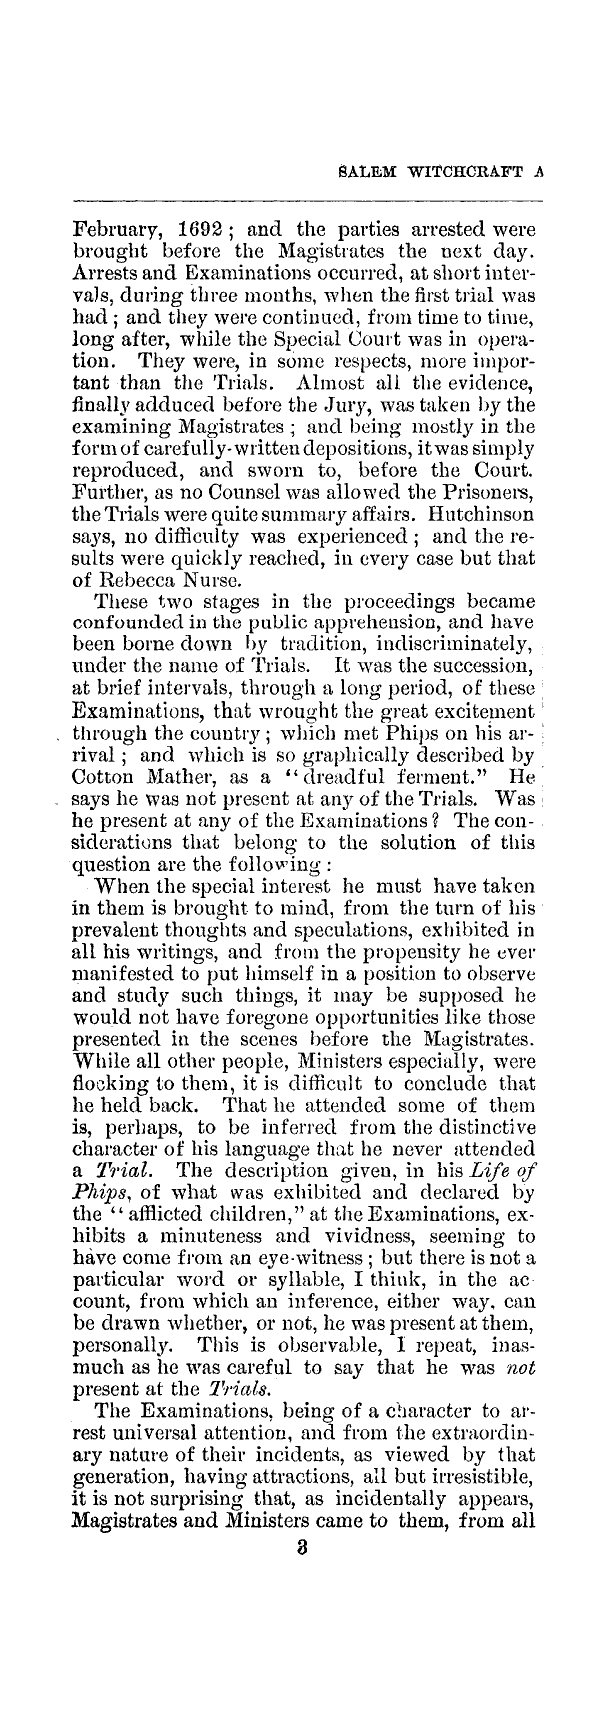 SALEM WITCHCRAFT A
February, 1692 ; and the parties arrested were
brought before the Magistrates the next day.
Arrests and Examinations occurred, at short inter-
vals, during three months, when the first trial was
had ; and they were continued, from time to time,
long after, while the Special Court was in opera-
tion. They were, in some respects, more impor-
tant than the Trials. Almost all the evidence,
finally adduced before the Jury, was taken by the
examining Magistrates ; and being mostly in the
form of carefully-written depositions, it was simply
reproduced, and sworn to, before the Court.
Further, as no Counsel was allowed the Prisoners,
the Trials were quite summary affairs. Hutchinson
says, no difficulty was experienced ; and the re-
sults were quickly reached, in every case but that
of Rebecca Nurse.
These two stages in the proceedings became
confounded in the public apprehension, and have
been borne down by tradition, indiscriminately,
under the name of Trials. It was the succession,
at brief intervals, through a long period, of these
Examinations, that wrought the great excitement
through the country ; which met Phips on his ar-
rival ; and which is so graphically described by
Cotton Mather, as a “dreadful ferment.” He
says he was not present at any of the Trials. Was
he present at any of the Examinations? The con-
siderations that belong to the solution of this
question are the following :
When the special interest he must have taken
in them is brought to mind, from the turn of his
prevalent thoughts and speculations, exhibited in
all his writings, and from the propensity he ever
manifested to put himself in a position to observe
and study such things, it may be supposed he
would not have foregone opportunities like those
presented in the scenes before the Magistrates.
While all other people, Ministers especially, were
flocking to them, it is difficult to conclude that
he held back. That he attended some of them
is, perhaps, to be inferred from the distinctive
character of his language that he never attended
a Trial. The description given, in his Life of
Phips, of what was exhibited and declared by
the “afflicted children,” at the Examinations, ex-
hibits a minuteness and vividness, seeming to
have come from an eye-witness ; but there is not a
particular word or syllable, I think, in the ac
count, from which an inference, either way, can
be drawn whether, or not, he was present at them,
personally. This is observable, I repeat, inas-
much as he was careful to say that he was not
present at the Trials.
The Examinations, being of a character to ar-
rest universal attention, and from the extraordin-
ary nature of their incidents, as viewed by that
generation, having attractions, all but irresistible,
it is not surprising that, as incidentally appears,
Magistrates and Ministers came to them, from all
3